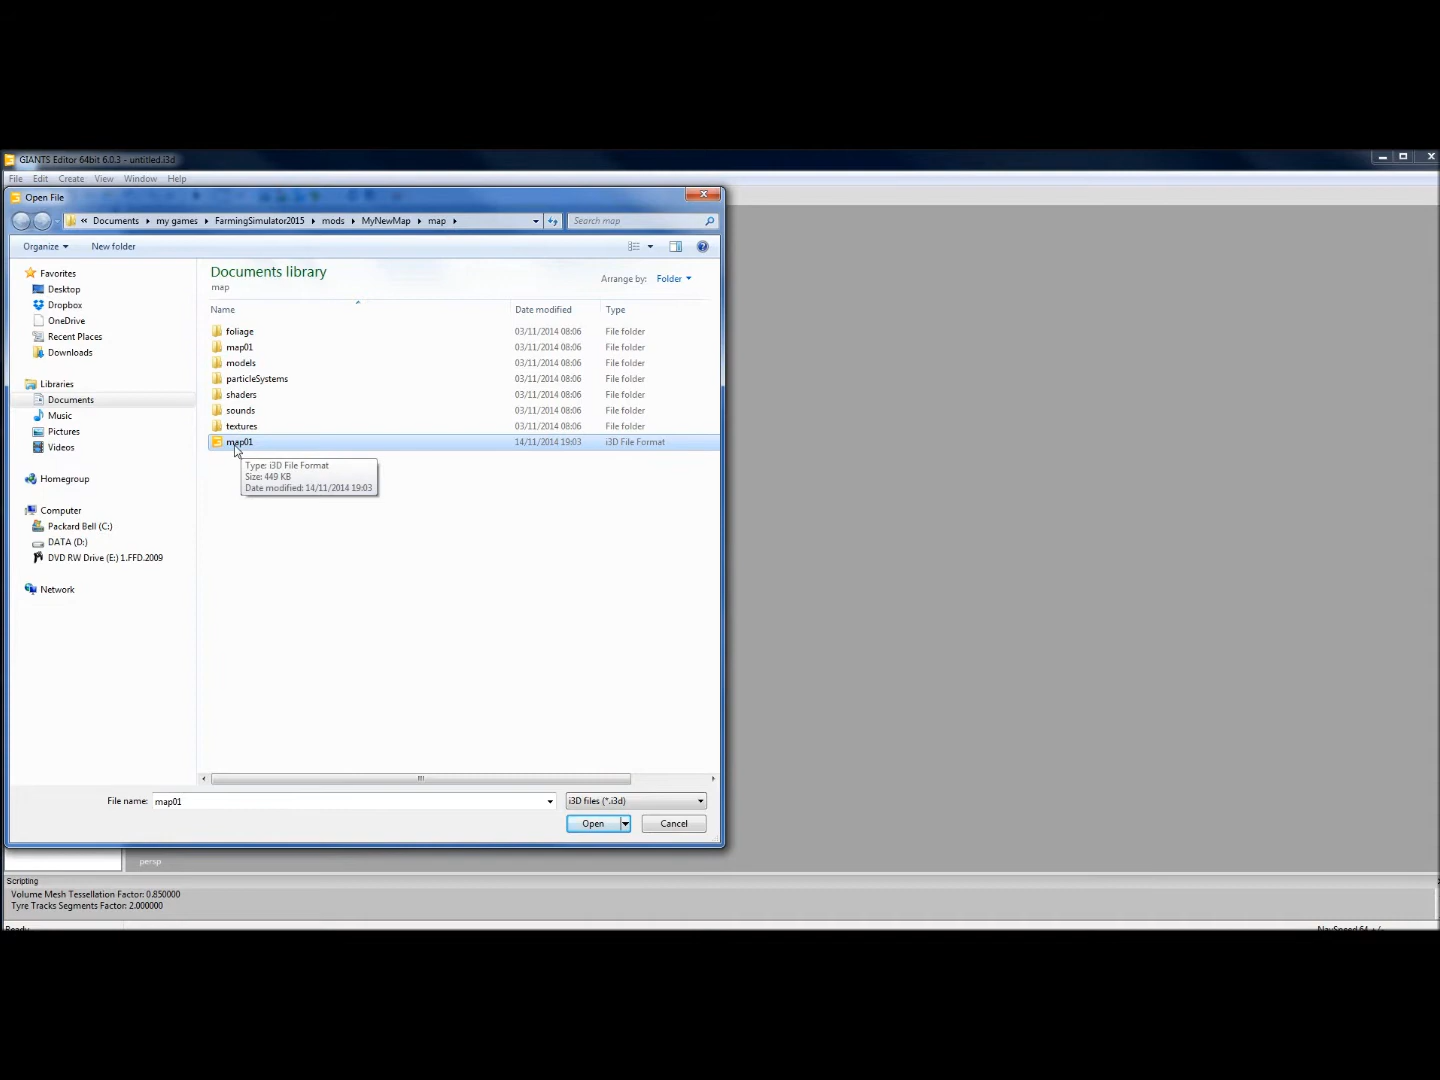 GIANTS Editor 64bit 6.0.3 - untitled.i3d
File Edit Create View Window Help
Open File
« Documents my games FarmingSimulator2015 mods MyNewMap map
Search map
Organize New folder
Documents library
map
Arrange by: Folder
Name Date modified Type
Favorites
Desktop
Dropbox
OneDrive
Recent Places
Downloads
Libraries
Documents
Music
Pictures
Videos
Homegroup
Computer
Packard Bell (C:)
DATA (D:)
DVD RW Drive (E:) 1.FFD.2009
Network
foliage 03/11/2014 08:06 File folder
map01 03/11/2014 08:06 File folder
models 03/11/2014 08:06 File folder
particleSystems 03/11/2014 08:06 File folder
shaders 03/11/2014 08:06 File folder
sounds 03/11/2014 08:06 File folder
textures 03/11/2014 08:06 File folder
map01 14/11/2014 19:03 i3D File Format
Type: i3D File Format
Size: 449 KB
Date modified: 14/11/2014 19:03
File name: map01 i3D files (*.i3d)
Open Cancel
persp
Scripting
Volume Mesh Tessellation Factor: 0.850000
Tyre Tracks Segments Factor: 2.000000
Ready NavSpeed 64 +/-